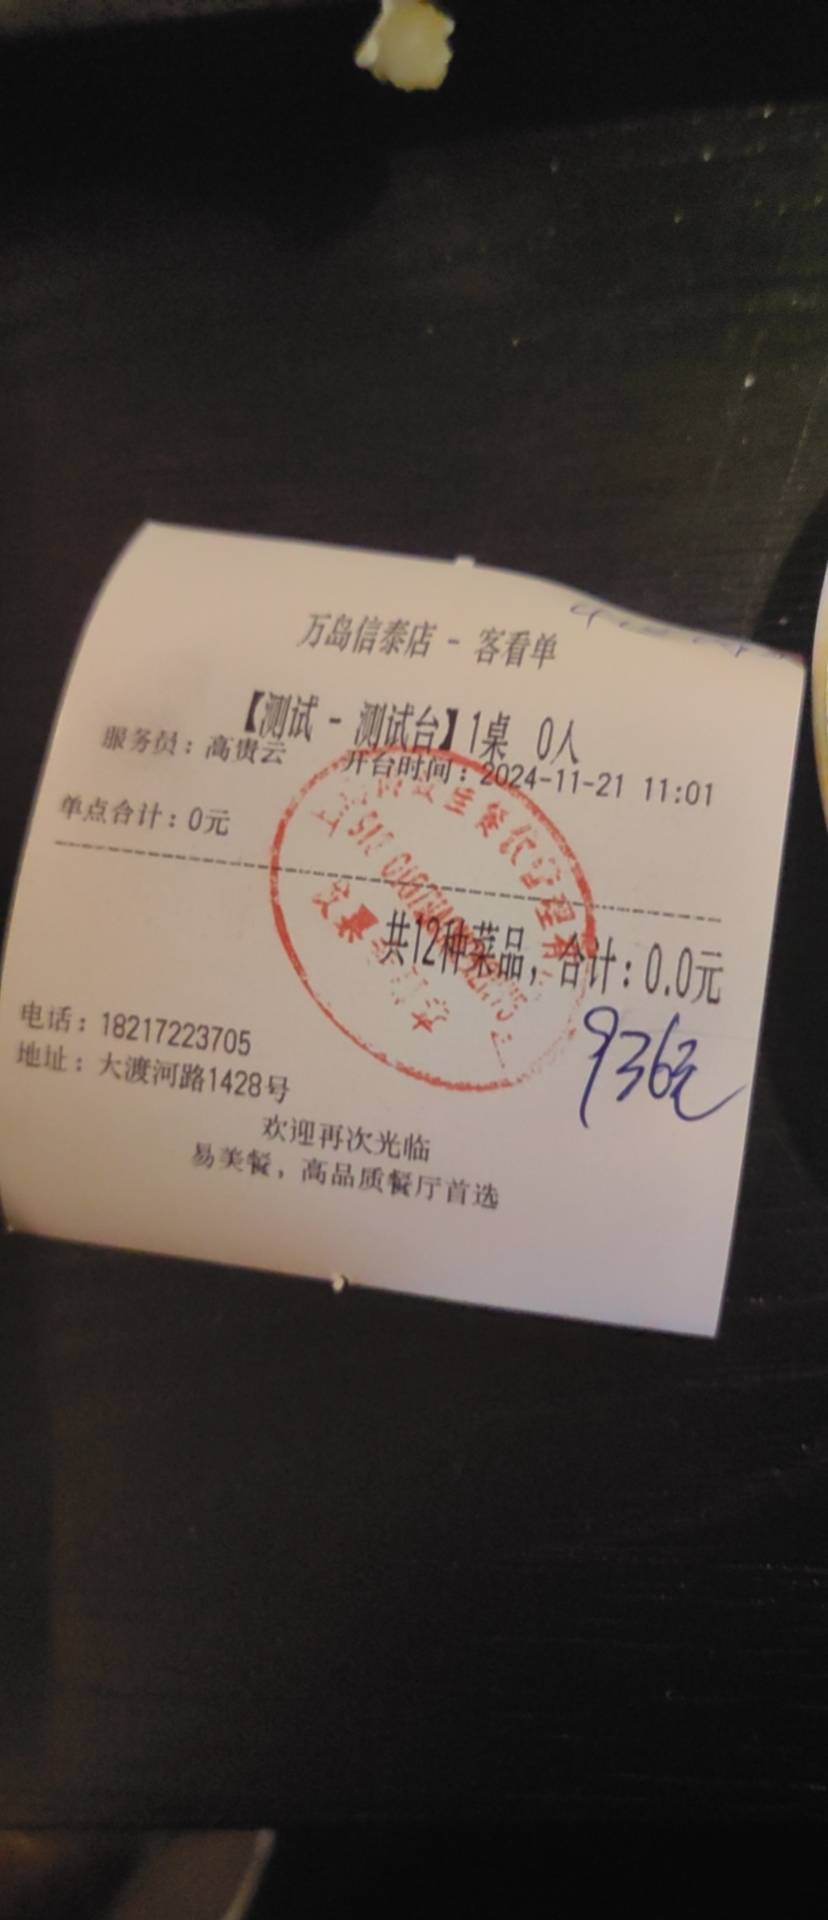 万岛信泰店 - 客看单
【测试 - 测试台】1桌 0人
服务员：高贵云 开台时间：2024-11-21 11:01
单点合计：0元
共12种菜品，合计：0.0元
936元
电话：18217223705
地址：大渡河路1428号
欢迎再次光临
易美餐，高品质餐厅首选